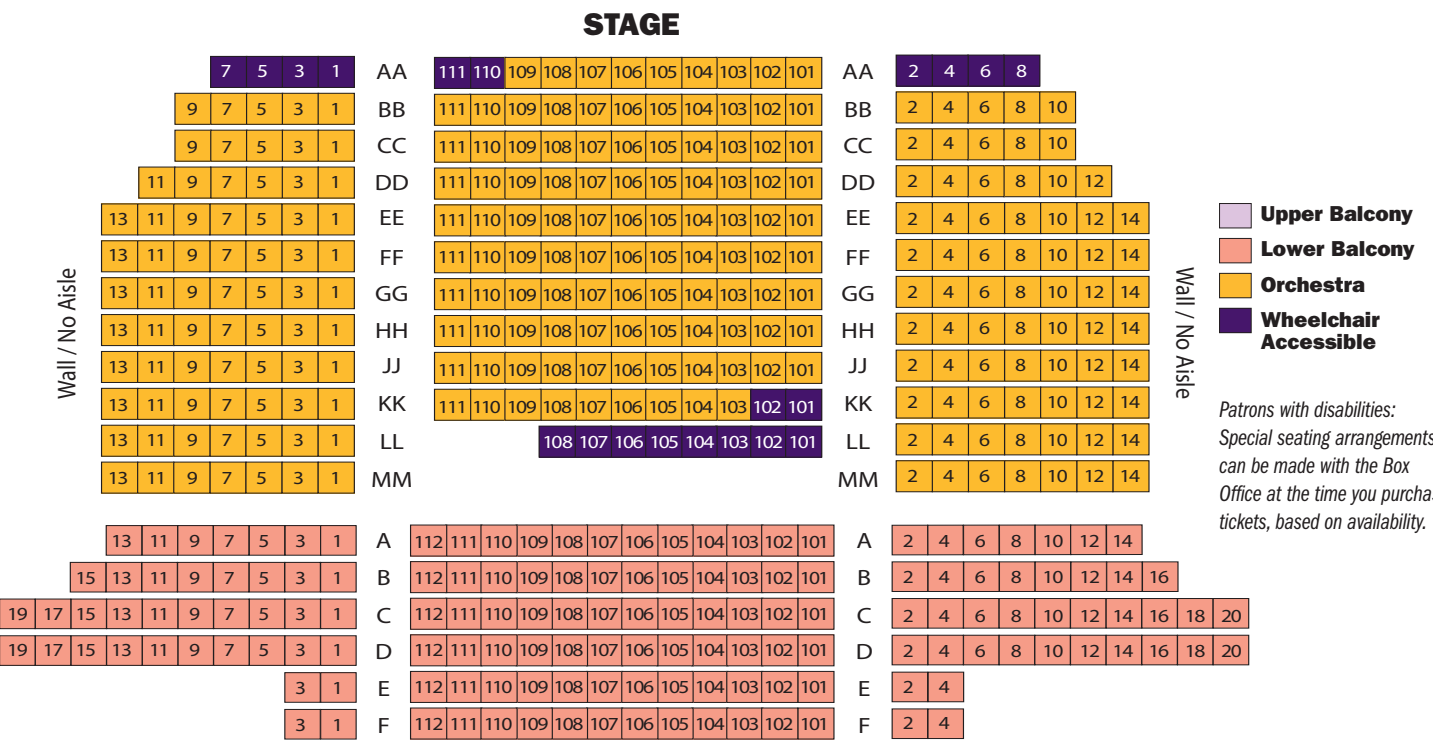 STAGE
7 5 3 1 AA 111 110 109 108 107 106 105 104 103 102 101 AA 2 4 6 8
9 7 5 3 1 BB 111 110 109 108 107 106 105 104 103 102 101 BB 2 4 6 8 10
9 7 5 3 1 CC 111 110 109 108 107 106 105 104 103 102 101 CC 2 4 6 8 10
11 9 7 5 3 1 DD 111 110 109 108 107 106 105 104 103 102 101 DD 2 4 6 8 10 12
13 11 9 7 5 3 1 EE 111 110 109 108 107 106 105 104 103 102 101 EE 2 4 6 8 10 12 14
13 11 9 7 5 3 1 FF 111 110 109 108 107 106 105 104 103 102 101 FF 2 4 6 8 10 12 14
13 11 9 7 5 3 1 GG 111 110 109 108 107 106 105 104 103 102 101 GG 2 4 6 8 10 12 14
13 11 9 7 5 3 1 HH 111 110 109 108 107 106 105 104 103 102 101 HH 2 4 6 8 10 12 14
13 11 9 7 5 3 1 JJ 111 110 109 108 107 106 105 104 103 102 101 JJ 2 4 6 8 10 12 14
13 11 9 7 5 3 1 KK 111 110 109 108 107 106 105 104 103 102 101 KK 2 4 6 8 10 12 14
13 11 9 7 5 3 1 LL 108 107 106 105 104 103 102 101 LL 2 4 6 8 10 12 14
13 11 9 7 5 3 1 MM MM 2 4 6 8 10 12 14
Wall / No Aisle
Wall / No Aisle
13 11 9 7 5 3 1 A 112 111 110 109 108 107 106 105 104 103 102 101 A 2 4 6 8 10 12 14
15 13 11 9 7 5 3 1 B 112 111 110 109 108 107 106 105 104 103 102 101 B 2 4 6 8 10 12 14 16
19 17 15 13 11 9 7 5 3 1 C 112 111 110 109 108 107 106 105 104 103 102 101 C 2 4 6 8 10 12 14 16 18 20
19 17 15 13 11 9 7 5 3 1 D 112 111 110 109 108 107 106 105 104 103 102 101 D 2 4 6 8 10 12 14 16 18 20
3 1 E 112 111 110 109 108 107 106 105 104 103 102 101 E 2 4
3 1 F 112 111 110 109 108 107 106 105 104 103 102 101 F 2 4
Upper Balcony
Lower Balcony
Orchestra
Wheelchair
Accessible
Patrons with disabilities:
Special seating arrangements
can be made with the Box
Office at the time you purcha
tickets, based on availability.